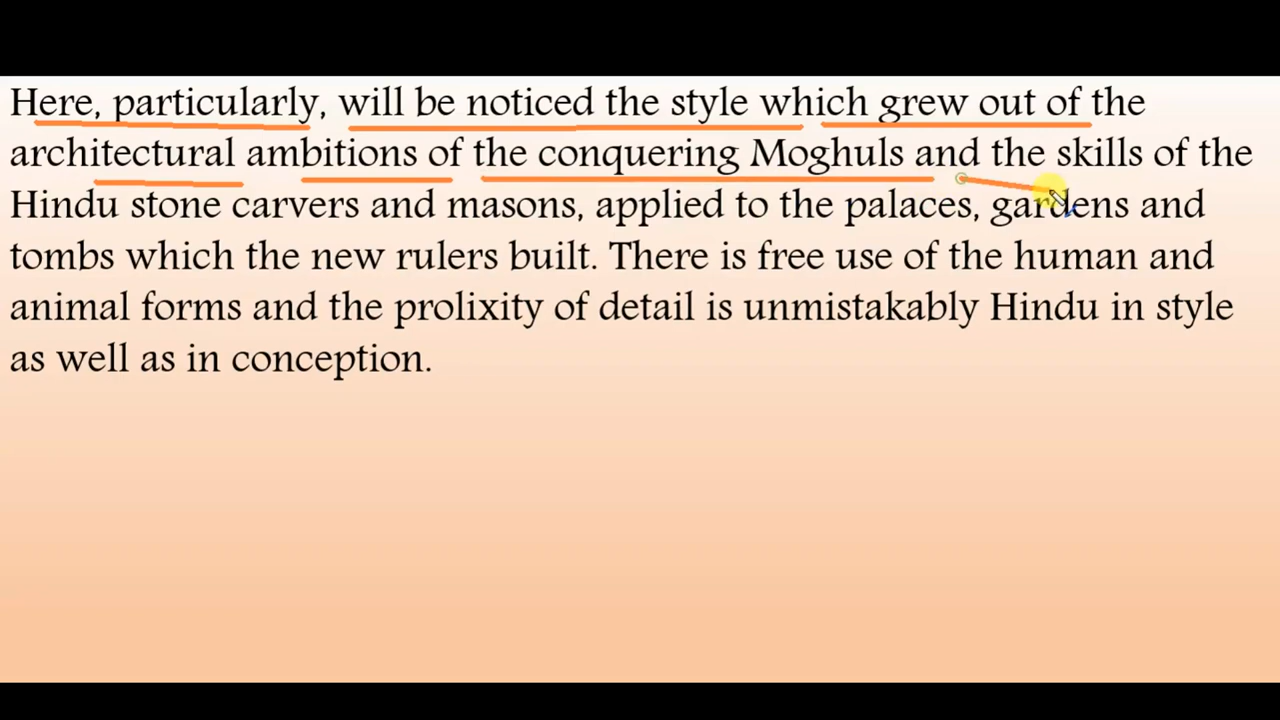 Here, particularly, will be noticed the style which grew out of the
architectural ambitions of the conquering Moghuls and the skills of the
Hindu stone carvers and masons, applied to the palaces, gardens and
tombs which the new rulers built. There is free use of the human and
animal forms and the prolixity of detail is unmistakably Hindu in style
as well as in conception.